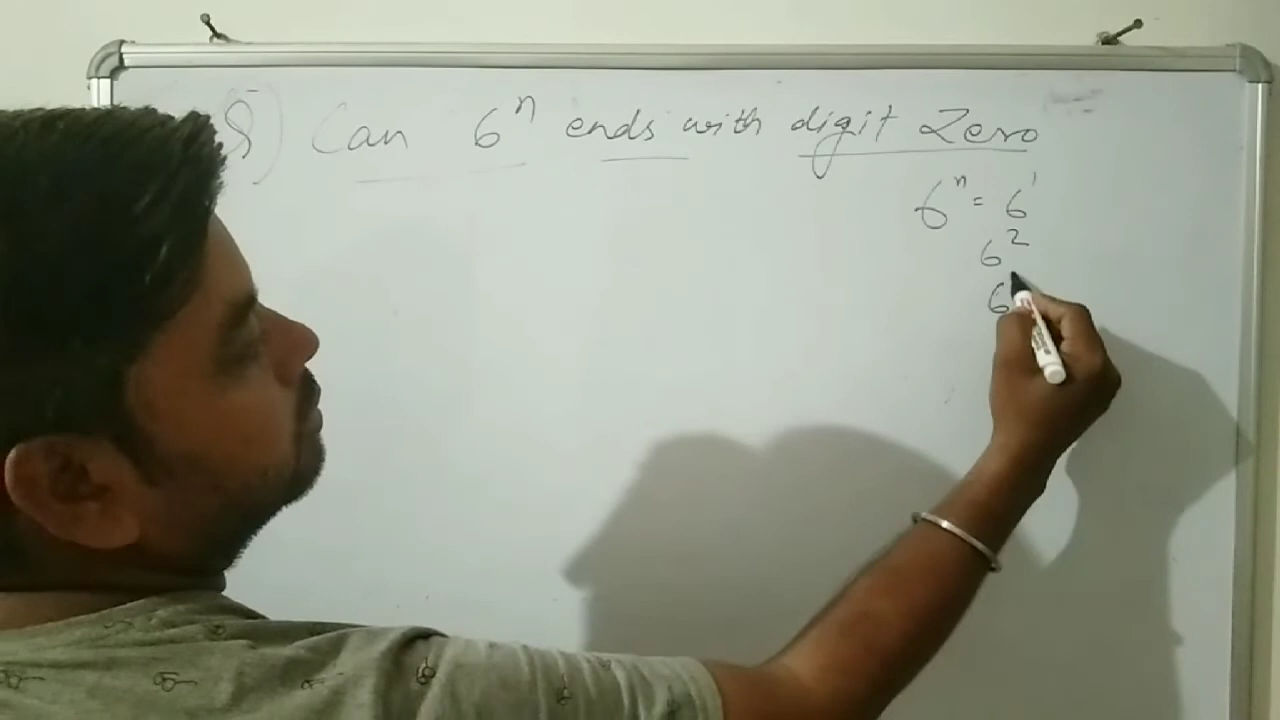 Q) Can 6ⁿ ends with digit Zero
6ⁿ = 6¹
6²
6